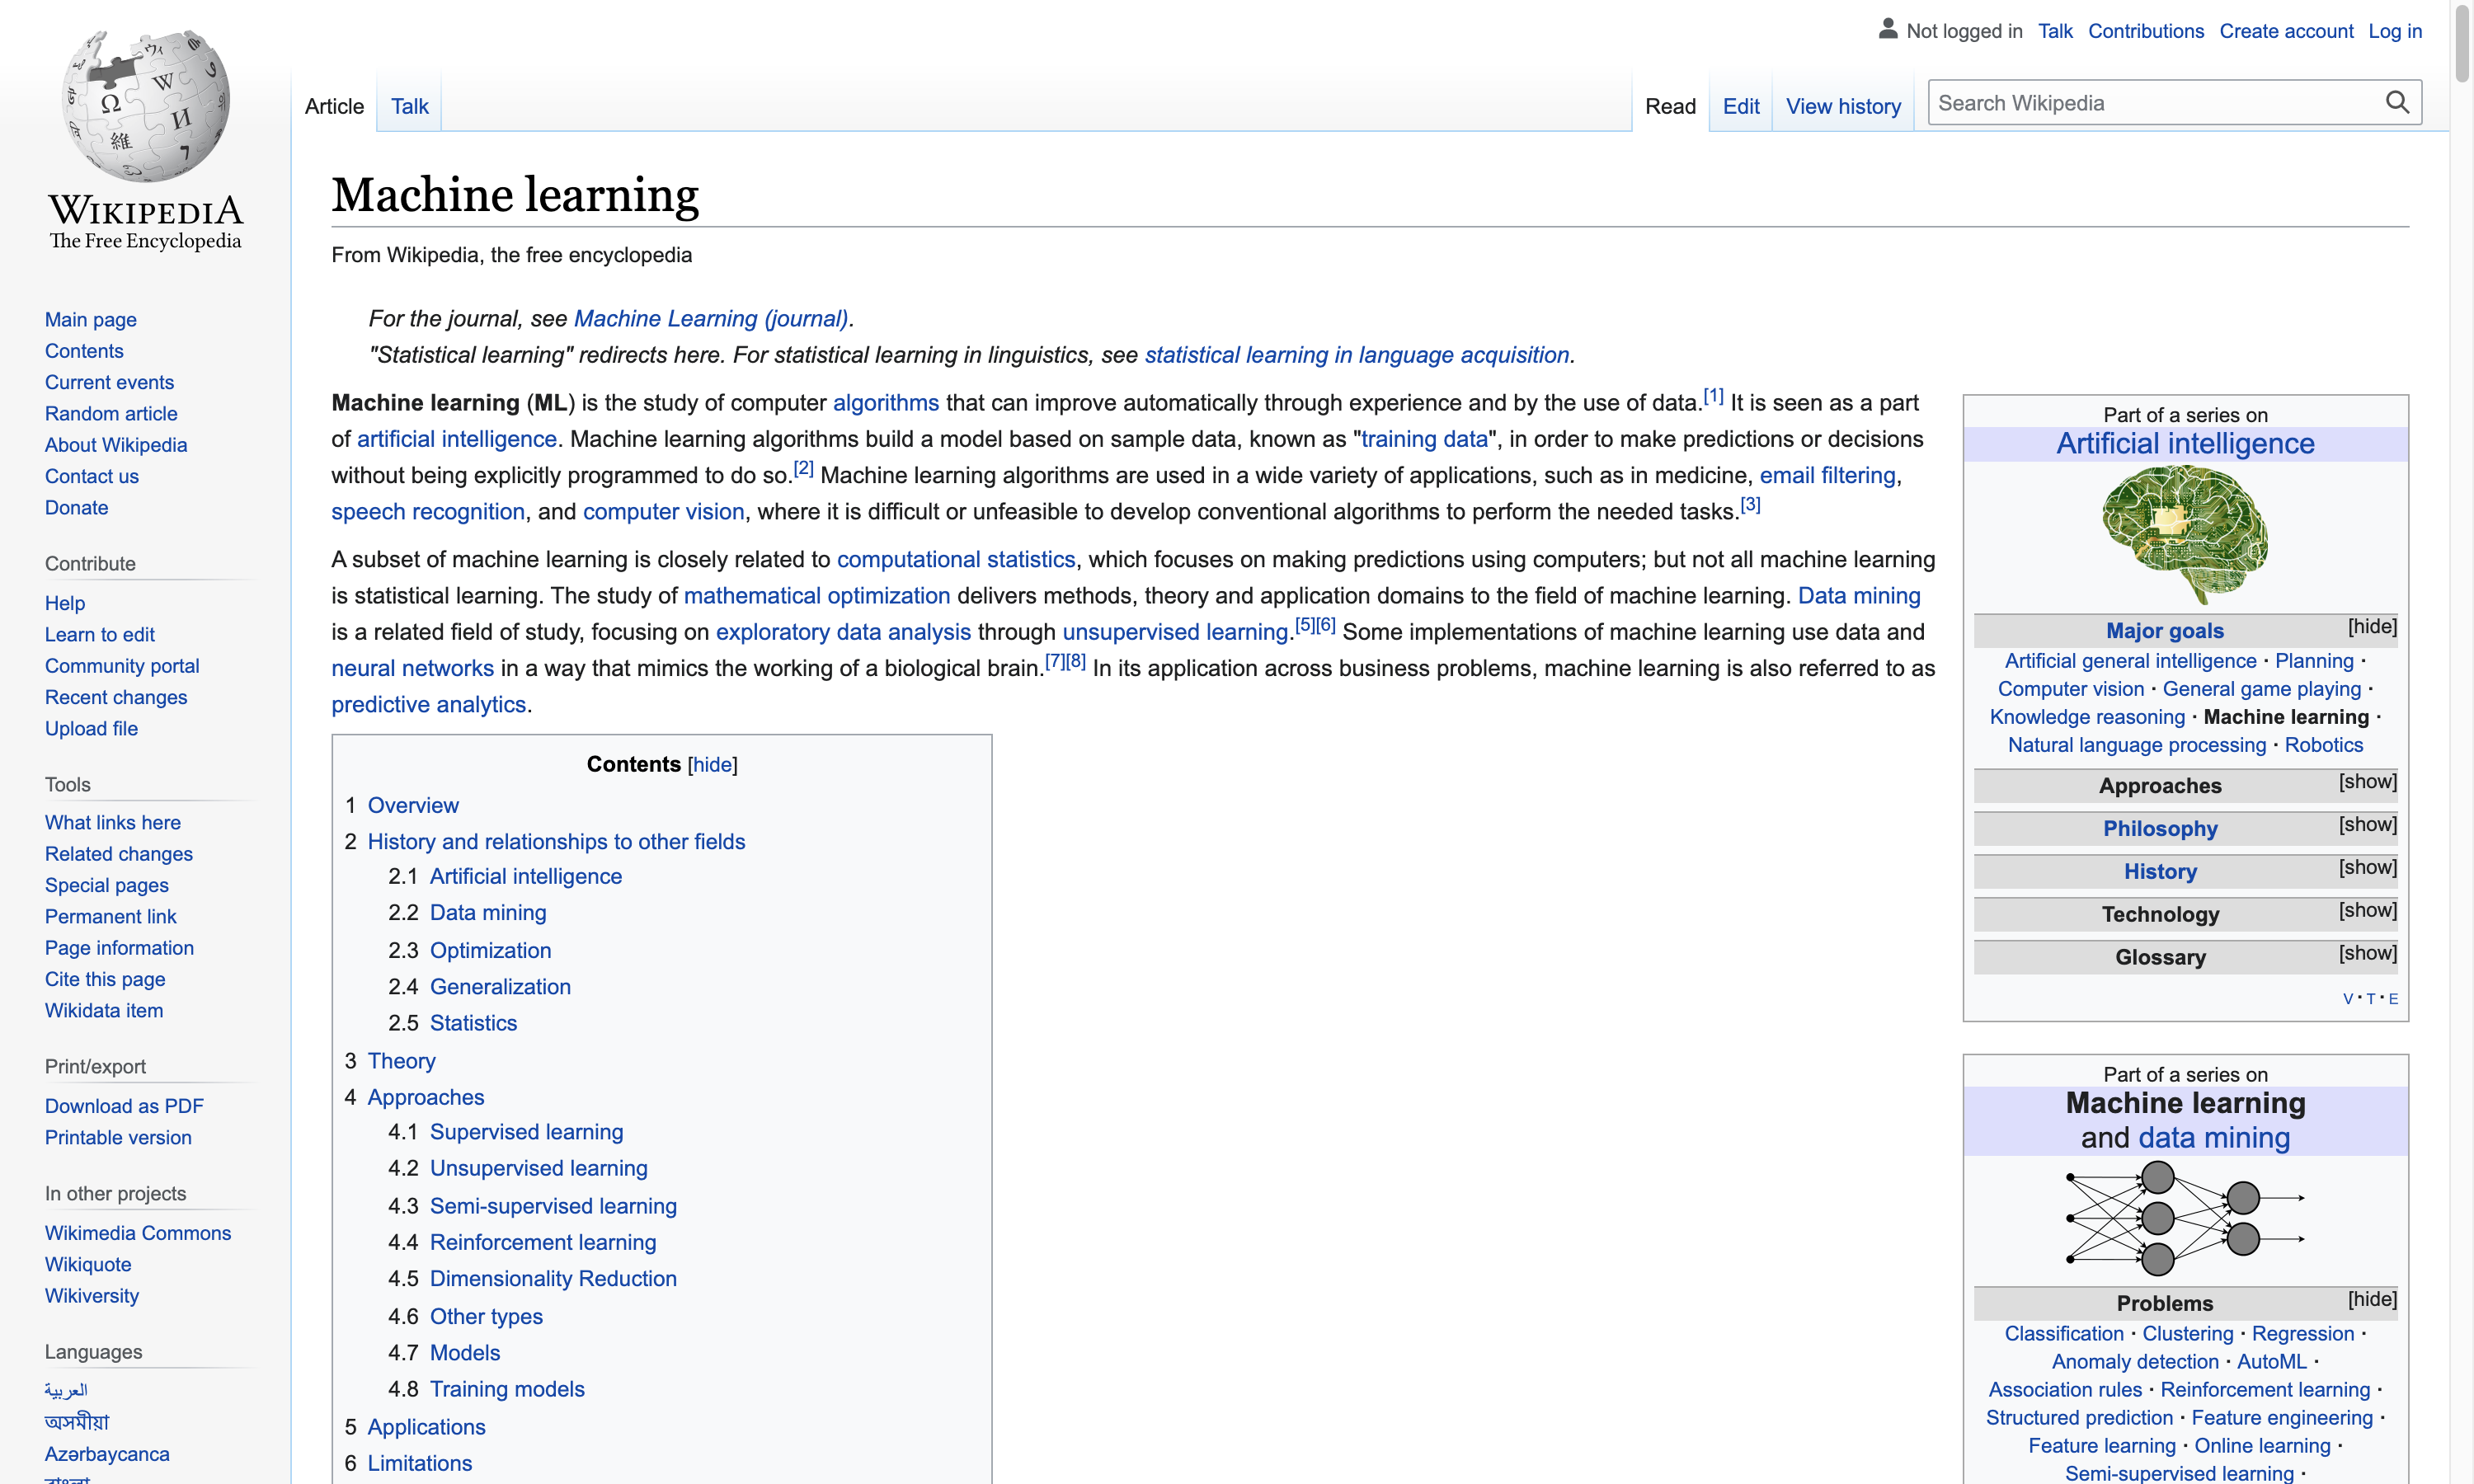 Not logged in Talk Contributions Create account Log in
Article Talk
Read Edit View history
Search Wikipedia
WIKIPEDIA
The Free Encyclopedia
Main page
Contents
Current events
Random article
About Wikipedia
Contact us
Donate
Contribute
Help
Learn to edit
Community portal
Recent changes
Upload file
Tools
What links here
Related changes
Special pages
Permanent link
Page information
Cite this page
Wikidata item
Print/export
Download as PDF
Printable version
In other projects
Wikimedia Commons
Wikiquote
Wikiversity
Languages
العربية
অসমীয়া
Azərbaycanca
Machine learning
From Wikipedia, the free encyclopedia
For the journal, see Machine Learning (journal).
"Statistical learning" redirects here. For statistical learning in linguistics, see statistical learning in language acquisition.
Machine learning (ML) is the study of computer algorithms that can improve automatically through experience and by the use of data.[1] It is seen as a part
of artificial intelligence. Machine learning algorithms build a model based on sample data, known as "training data", in order to make predictions or decisions
without being explicitly programmed to do so.[2] Machine learning algorithms are used in a wide variety of applications, such as in medicine, email filtering,
speech recognition, and computer vision, where it is difficult or unfeasible to develop conventional algorithms to perform the needed tasks.[3]
A subset of machine learning is closely related to computational statistics, which focuses on making predictions using computers; but not all machine learning
is statistical learning. The study of mathematical optimization delivers methods, theory and application domains to the field of machine learning. Data mining
is a related field of study, focusing on exploratory data analysis through unsupervised learning.[5][6] Some implementations of machine learning use data and
neural networks in a way that mimics the working of a biological brain.[7][8] In its application across business problems, machine learning is also referred to as
predictive analytics.
Contents [hide]
1 Overview
2 History and relationships to other fields
2.1 Artificial intelligence
2.2 Data mining
2.3 Optimization
2.4 Generalization
2.5 Statistics
3 Theory
4 Approaches
4.1 Supervised learning
4.2 Unsupervised learning
4.3 Semi-supervised learning
4.4 Reinforcement learning
4.5 Dimensionality Reduction
4.6 Other types
4.7 Models
4.8 Training models
5 Applications
6 Limitations
Part of a series on
Artificial intelligence
Major goals [hide]
Artificial general intelligence · Planning ·
Computer vision · General game playing ·
Knowledge reasoning · Machine learning ·
Natural language processing · Robotics
Approaches [show]
Philosophy [show]
History [show]
Technology [show]
Glossary [show]
V · T · E
Part of a series on
Machine learning
and data mining
Problems [hide]
Classification · Clustering · Regression ·
Anomaly detection · AutoML ·
Association rules · Reinforcement learning ·
Structured prediction · Feature engineering ·
Feature learning · Online learning ·
Semi-supervised learning ·